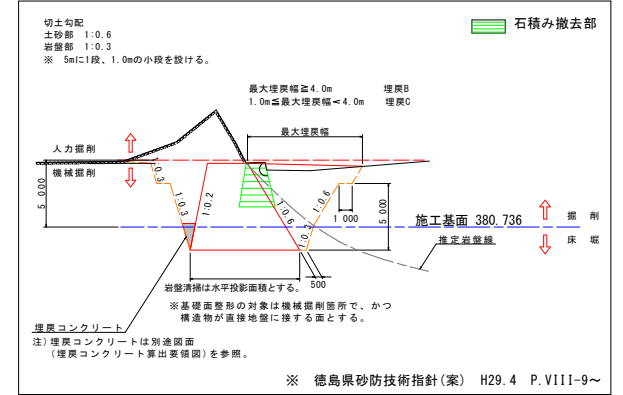 切土勾配
土砂部 1:0.6
岩盤部 1:0.3
※ 5mに1段、1.0mの小段を設ける。
石積み撤去部
最大埋戻幅≧4.0m 埋戻B
1.0m≦最大埋戻幅<4.0m 埋戻C
最大埋戻幅
人力掘削
機械掘削
5 000
1:0.3
1:0.3
1:0.2
1:0.6
1:0.3
1:0.6
1 000
5 000
500
施工基面 380.736
掘 削
床 堀
推定岩盤線
岩盤清掃は水平投影面積とする。
※基礎面整形の対象は機械掘削箇所で、かつ
構造物が直接地盤に接する面とする。
埋戻コンクリート
注)埋戻コンクリートは別途図面
(埋戻コンクリート算出要領図)を参照。
※ 徳島県砂防技術指針(案) H29.4 P.VIII-9~